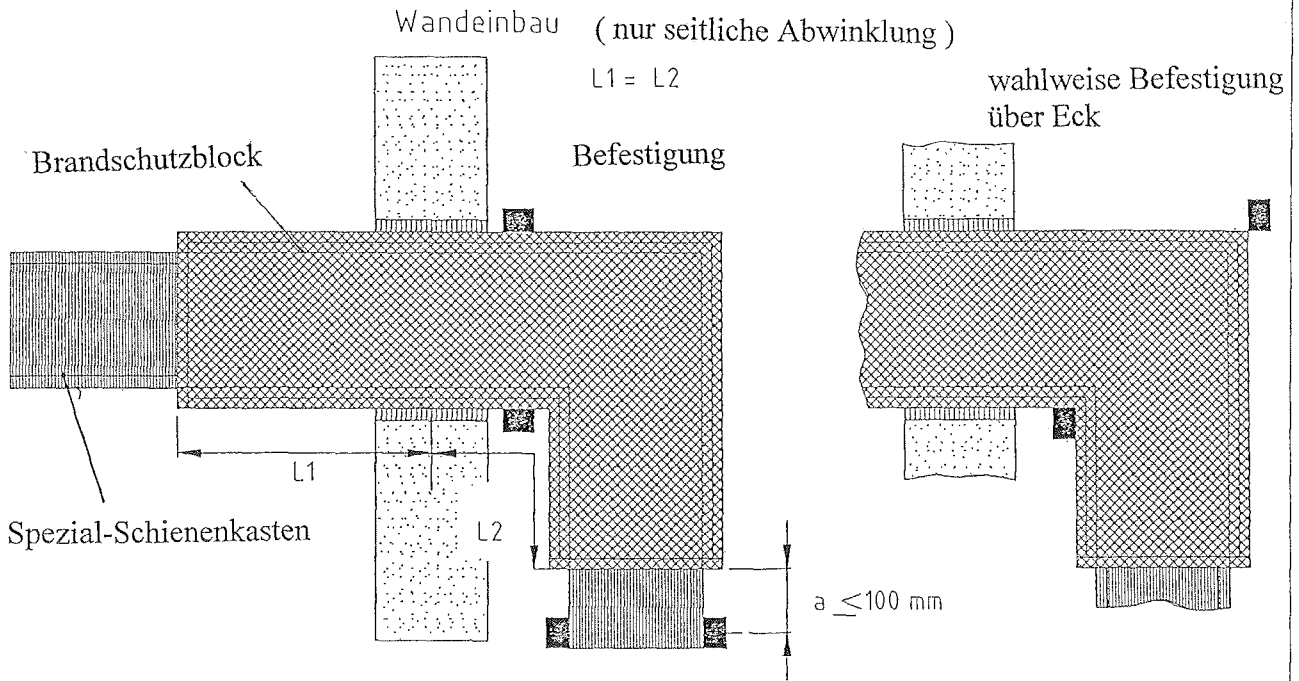 Wandeinbau ( nur seitliche Abwinklung )
L1 = L2
wahlweise Befestigung
über Eck
Brandschutzblock
Befestigung
L1
Spezial-Schienenkasten
L2
a ≤100 mm